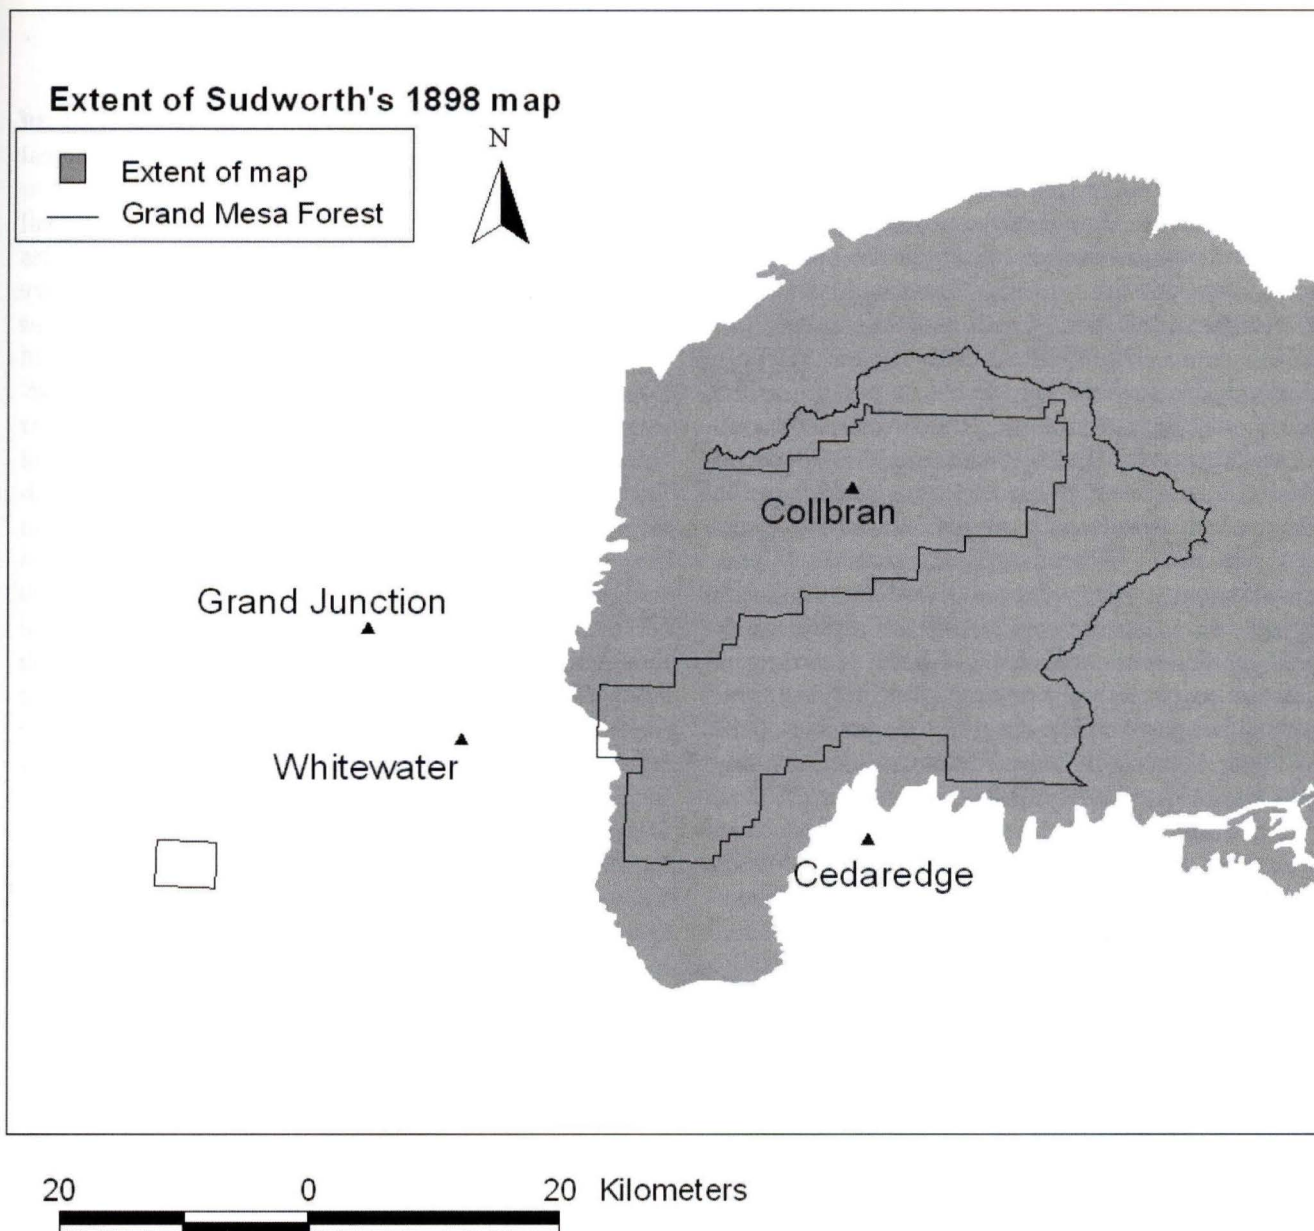 Extent of Sudworth's 1898 map
Extent of map
Grand Mesa Forest
N
Collbran
Grand Junction
Whitewater
Cedaredge
20 0 20 Kilometers